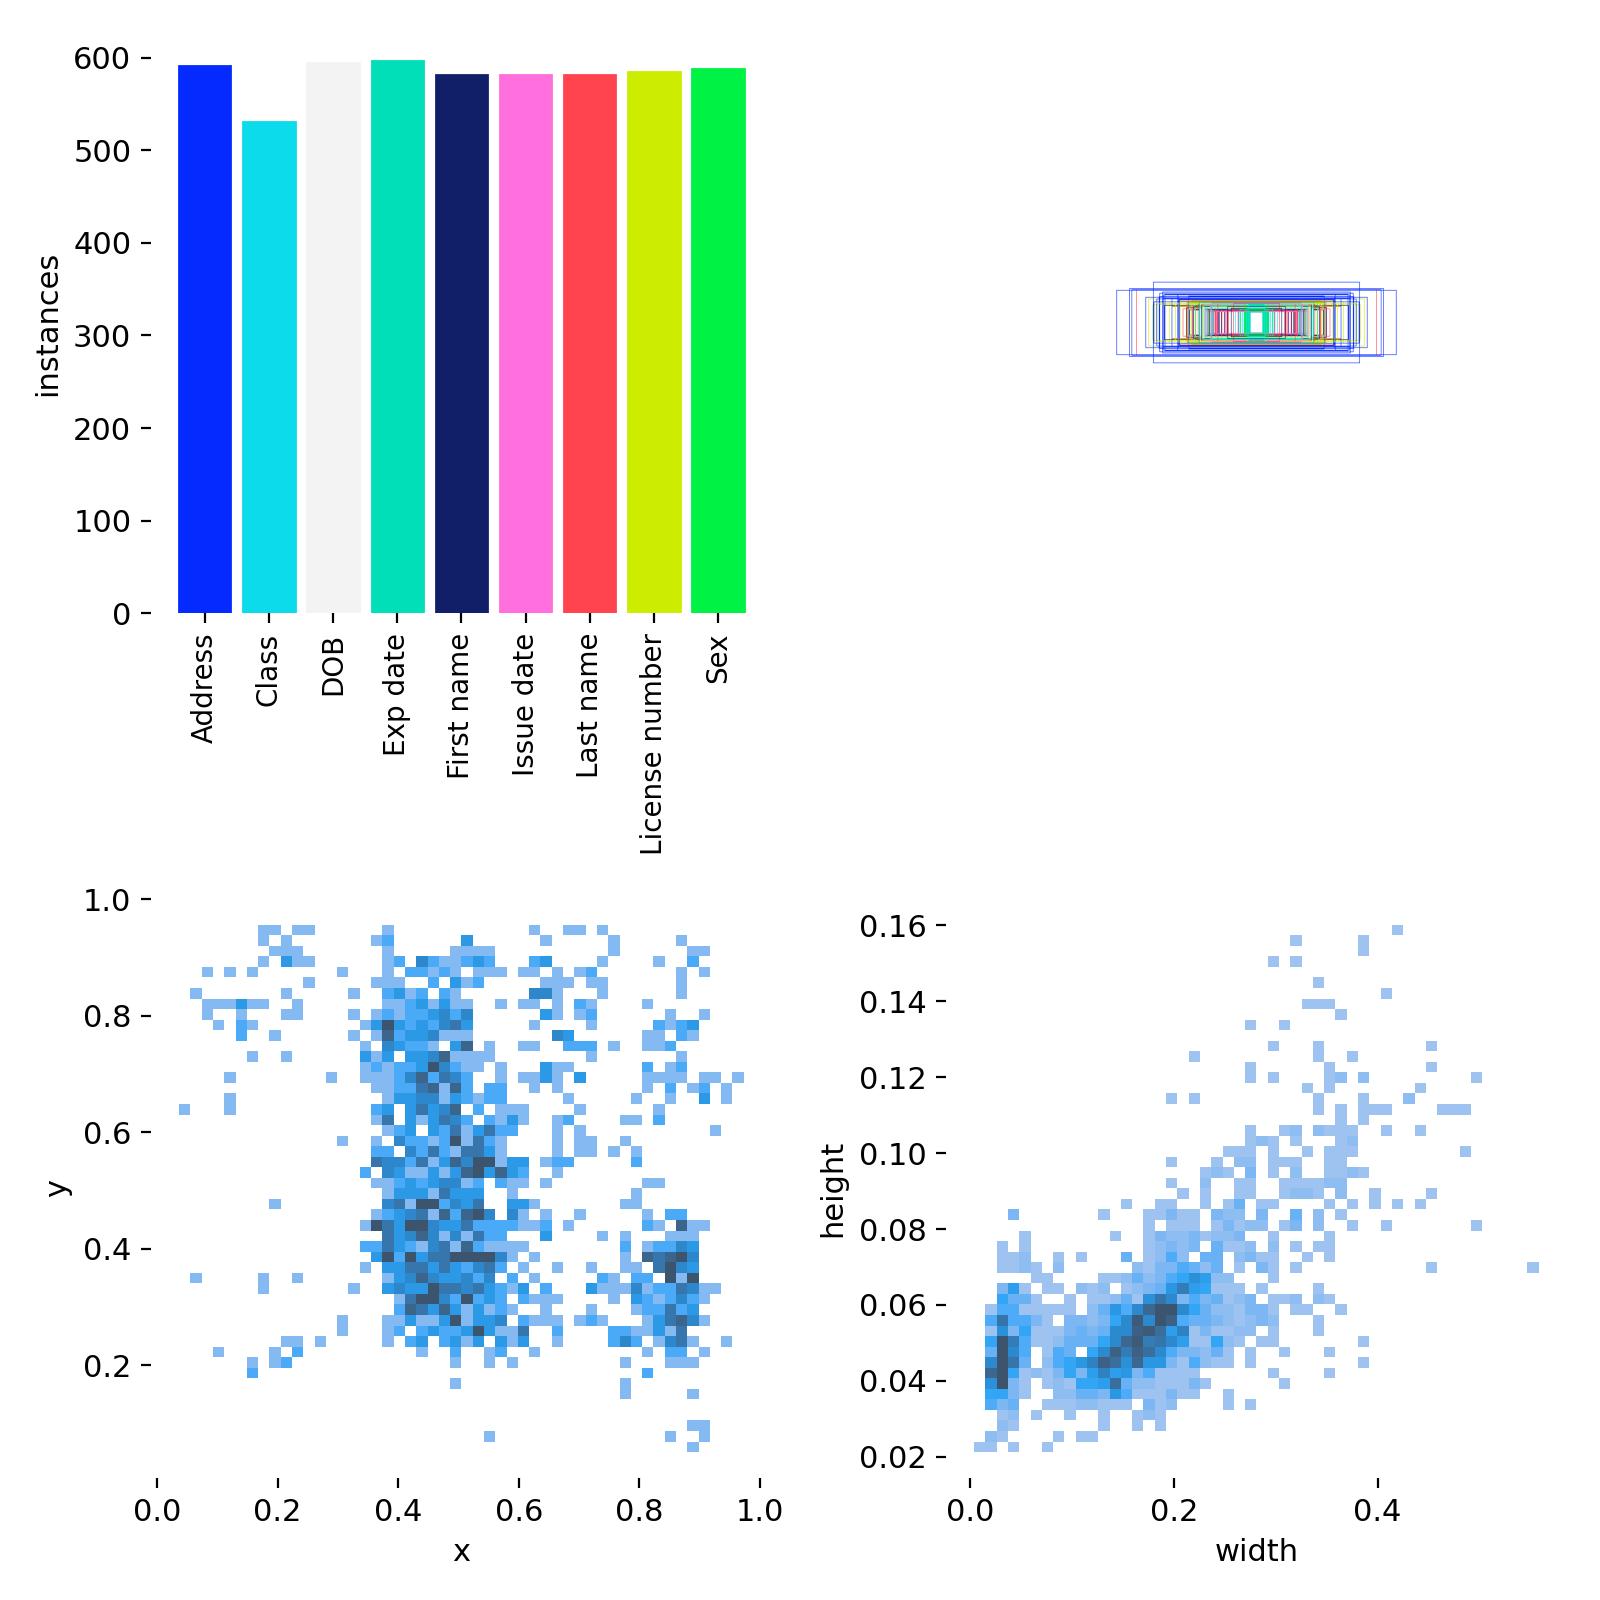 600
500
400
300
200
100
0
instances
Address
Class
DOB
Exp date
First name
Issue date
Last name
License number
Sex
1.0
0.8
0.6
0.4
0.2
y
0.0 0.2 0.4 0.6 0.8 1.0
x
0.16
0.14
0.12
0.10
0.08
0.06
0.04
0.02
height
0.0 0.2 0.4
width